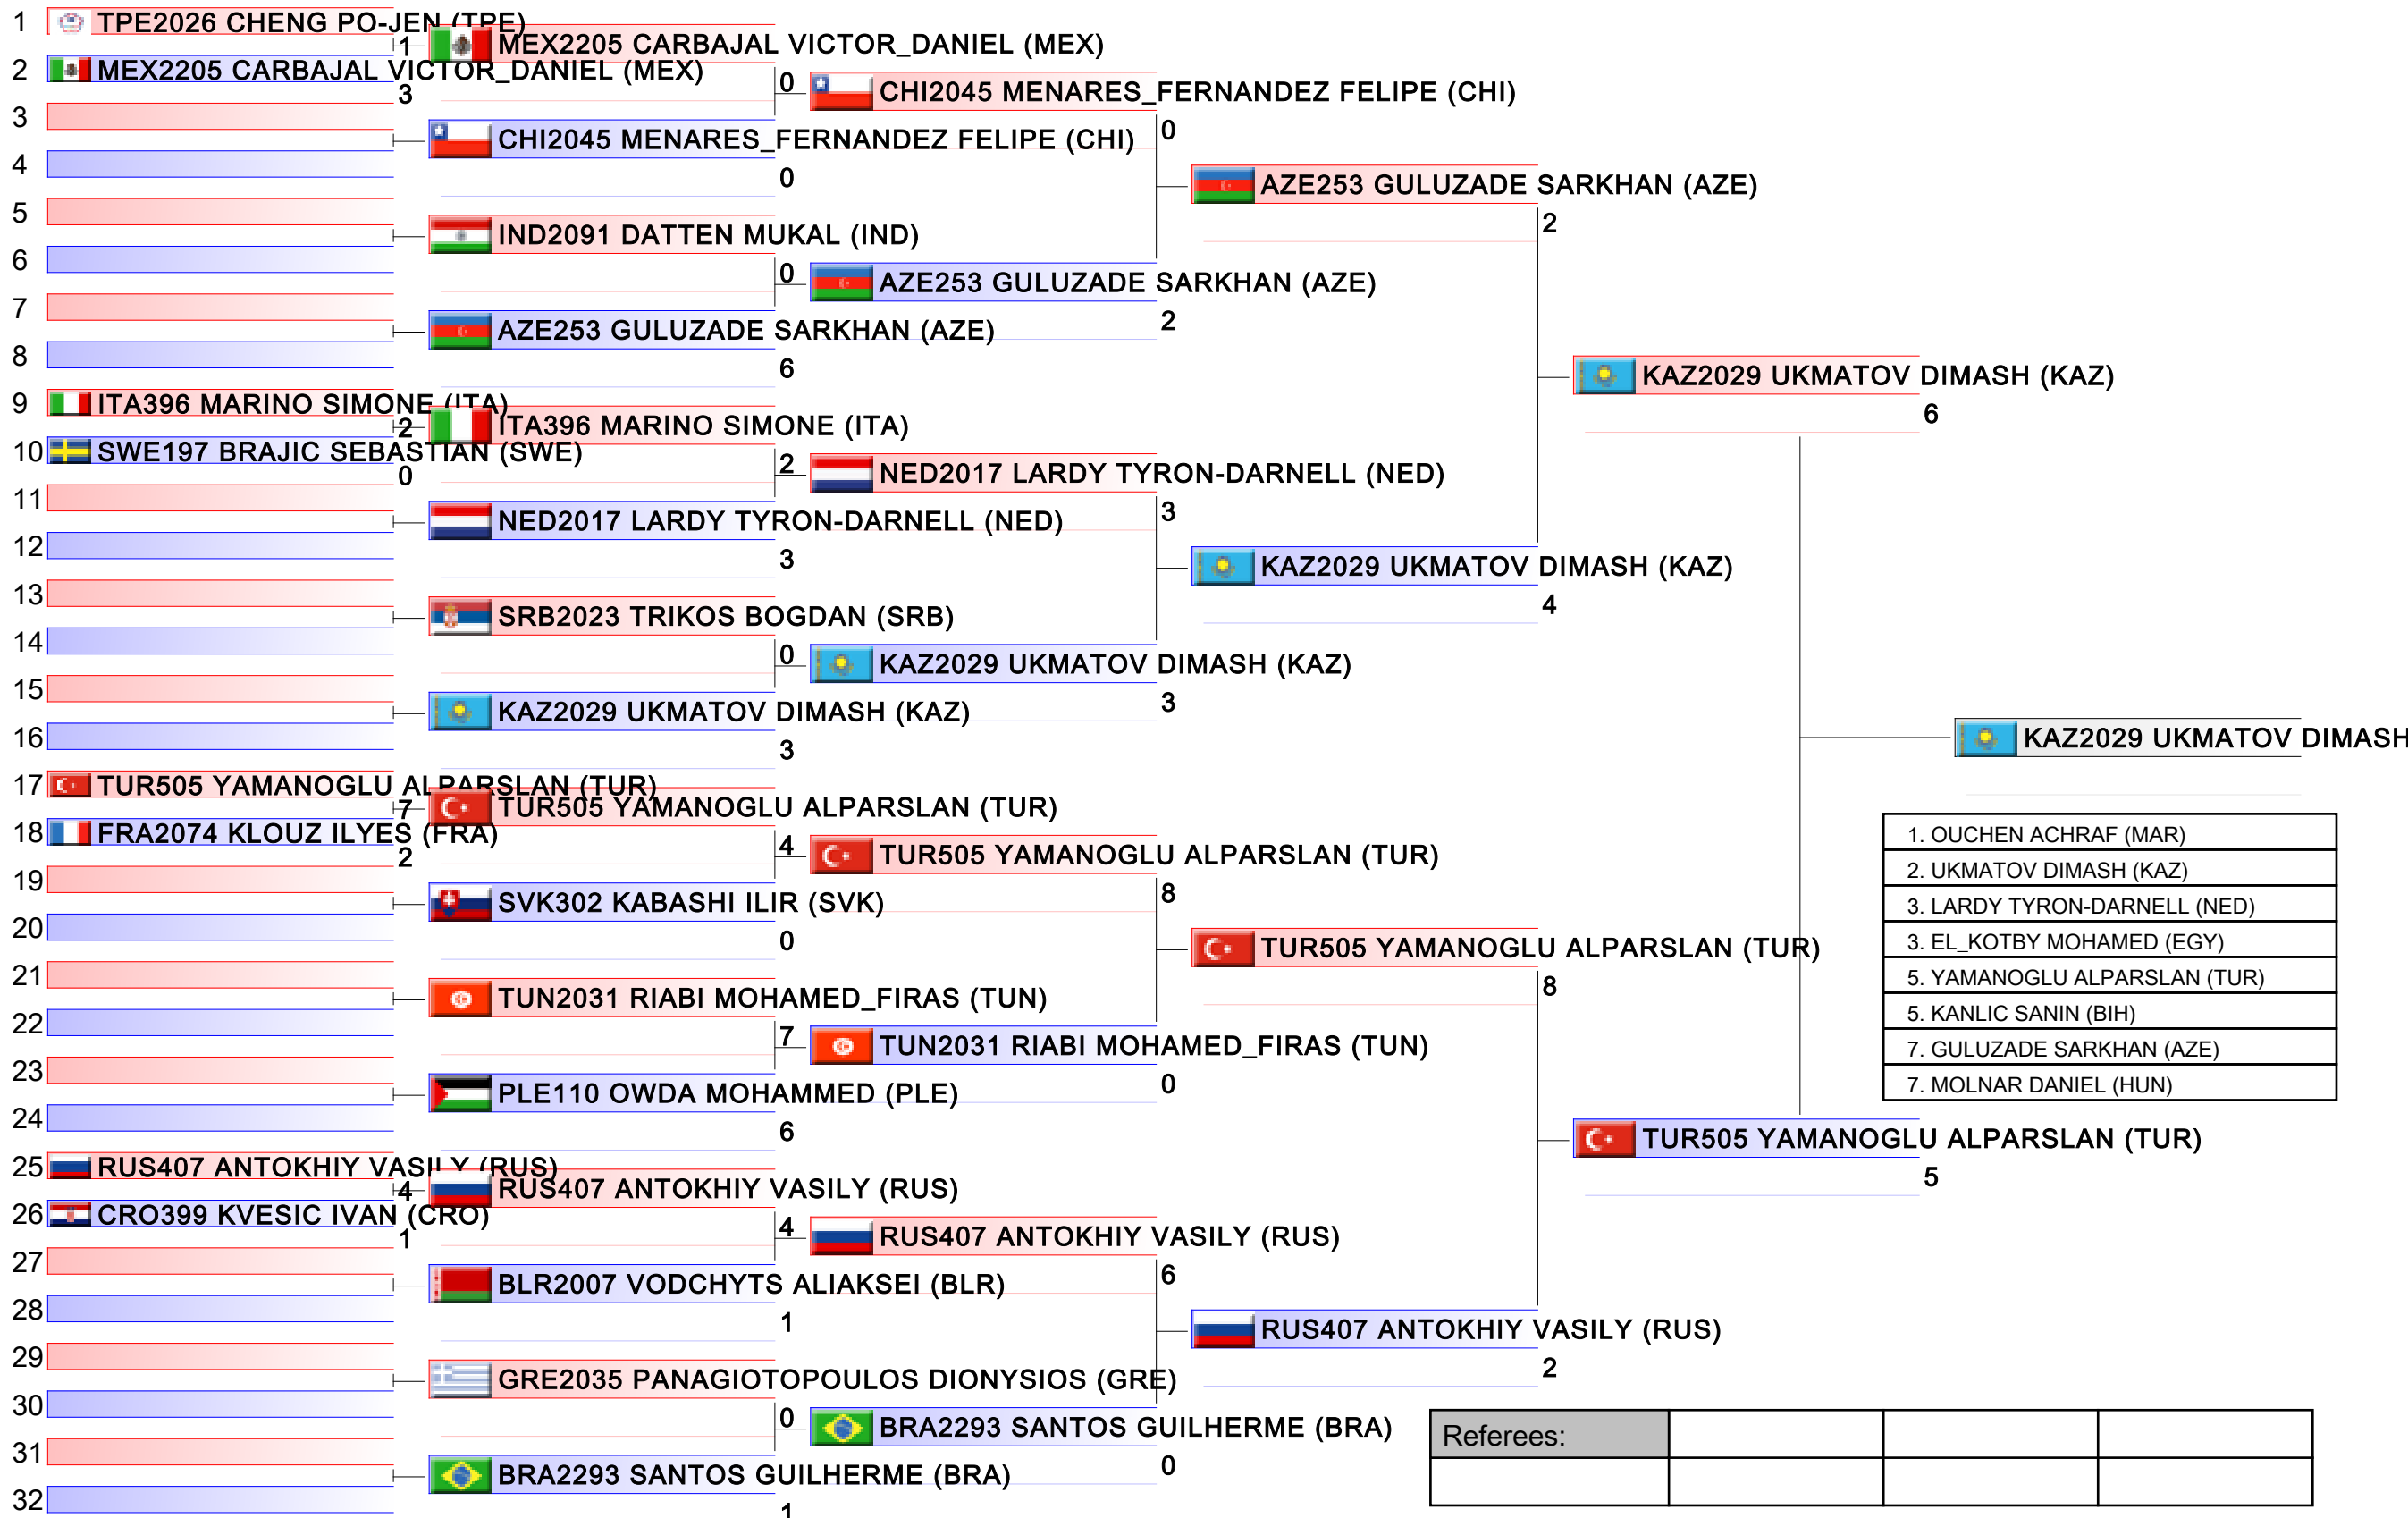 1 TPE2026 CHENG PO-JEN (TPE)
1
2 MEX2205 CARBAJAL VICTOR_DANIEL (MEX)
3
3
4
5
6
7
8
9 ITA396 MARINO SIMONE (ITA)
2
10 SWE197 BRAJIC SEBASTIAN (SWE)
0
11
12
13
14
15
16
17 TUR505 YAMANOGLU ALPARSLAN (TUR)
7
18 FRA2074 KLOUZ ILYES (FRA)
2
19
20
21
22
23
24
25 RUS407 ANTOKHIY VASILY (RUS)
4
26 CRO399 KVESIC IVAN (CRO)
1
27
28
29
30
31
32
MEX2205 CARBAJAL VICTOR_DANIEL (MEX)
0
CHI2045 MENARES_FERNANDEZ FELIPE (CHI)
0
IND2091 DATTEN MUKAL (IND)
0
AZE253 GULUZADE SARKHAN (AZE)
6
ITA396 MARINO SIMONE (ITA)
2
NED2017 LARDY TYRON-DARNELL (NED)
3
SRB2023 TRIKOS BOGDAN (SRB)
0
KAZ2029 UKMATOV DIMASH (KAZ)
3
TUR505 YAMANOGLU ALPARSLAN (TUR)
4
SVK302 KABASHI ILIR (SVK)
0
TUN2031 RIABI MOHAMED_FIRAS (TUN)
7
PLE110 OWDA MOHAMMED (PLE)
6
RUS407 ANTOKHIY VASILY (RUS)
4
BLR2007 VODCHYTS ALIAKSEI (BLR)
1
GRE2035 PANAGIOTOPOULOS DIONYSIOS (GRE)
0
BRA2293 SANTOS GUILHERME (BRA)
1
CHI2045 MENARES_FERNANDEZ FELIPE (CHI)
0
AZE253 GULUZADE SARKHAN (AZE)
2
NED2017 LARDY TYRON-DARNELL (NED)
3
KAZ2029 UKMATOV DIMASH (KAZ)
3
TUR505 YAMANOGLU ALPARSLAN (TUR)
8
TUN2031 RIABI MOHAMED_FIRAS (TUN)
0
RUS407 ANTOKHIY VASILY (RUS)
6
BRA2293 SANTOS GUILHERME (BRA)
0
AZE253 GULUZADE SARKHAN (AZE)
2
KAZ2029 UKMATOV DIMASH (KAZ)
4
TUR505 YAMANOGLU ALPARSLAN (TUR)
8
RUS407 ANTOKHIY VASILY (RUS)
2
KAZ2029 UKMATOV DIMASH (KAZ)
6
TUR505 YAMANOGLU ALPARSLAN (TUR)
5
KAZ2029 UKMATOV DIMASH
1. OUCHEN ACHRAF (MAR)
2. UKMATOV DIMASH (KAZ)
3. LARDY TYRON-DARNELL (NED)
3. EL_KOTBY MOHAMED (EGY)
5. YAMANOGLU ALPARSLAN (TUR)
5. KANLIC SANIN (BIH)
7. GULUZADE SARKHAN (AZE)
7. MOLNAR DANIEL (HUN)
Referees: